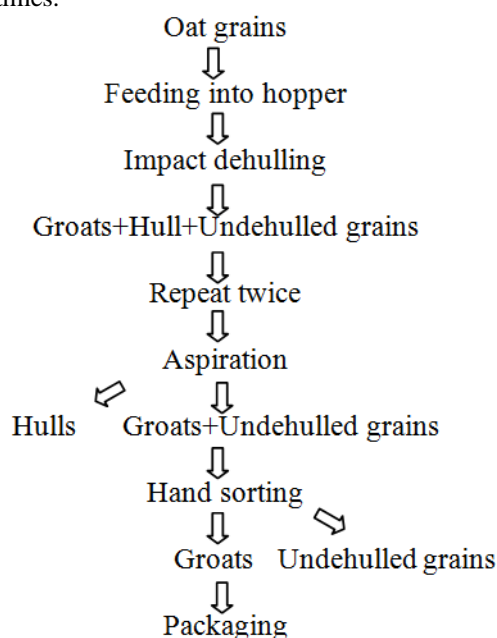 times.
Oat grains
Feeding into hopper
Impact dehulling
Groats+Hull+Undehulled grains
Repeat twice
Aspiration
Hulls Groats+Undehulled grains
Hand sorting
Groats Undehulled grains
Packaging